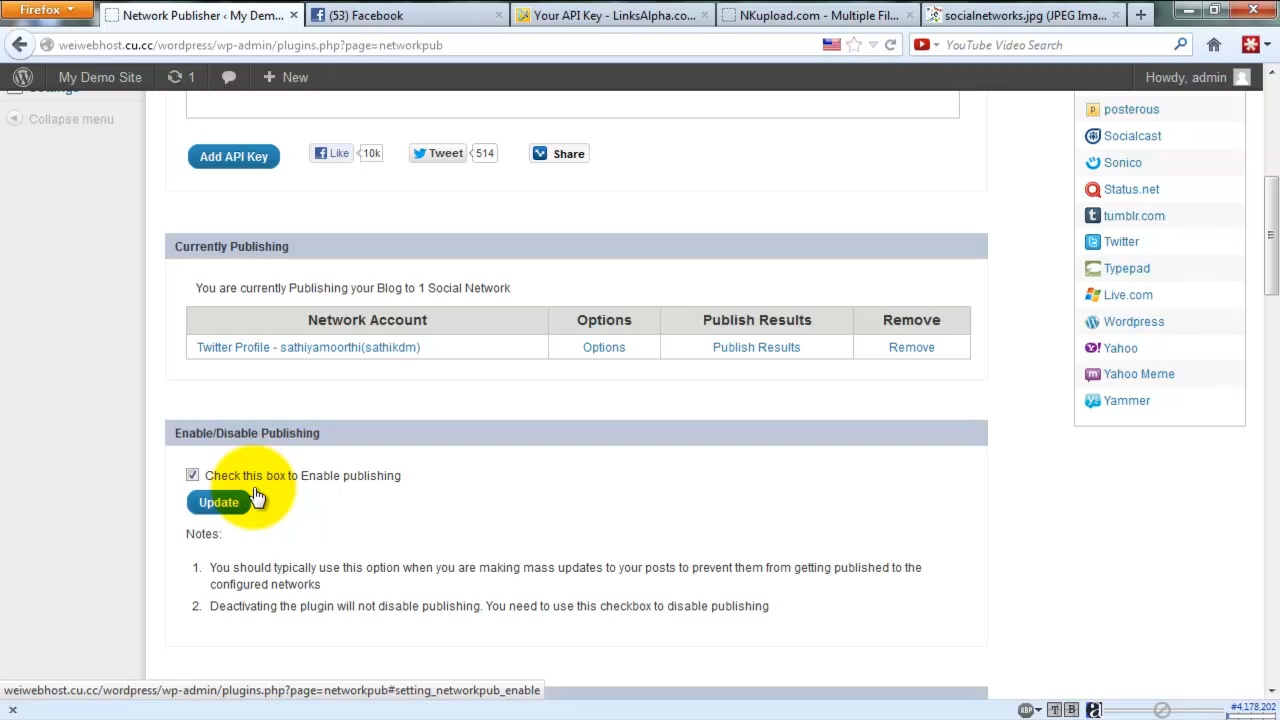 Firefox
Network Publisher ‹ My Dem... ×
(53) Facebook ×
Your API Key - LinksAlpha.co... ×
NKupload.com - Multiple Fil... ×
socialnetworks.jpg (JPEG Ima... ×
weiwebhost.cu.cc/wordpress/wp-admin/plugins.php?page=networkpub
YouTube Video Search
My Demo Site
1
New
Howdy, admin
Collapse menu
Add API Key
Like
10k
Tweet
514
Share
Currently Publishing
You are currently Publishing your Blog to 1 Social Network
Network Account Options Publish Results Remove
Twitter Profile - sathiyamoorthi(sathikdm) Options Publish Results Remove
Enable/Disable Publishing
Check this box to Enable publishing
Update
Notes:
1. You should typically use this option when you are making mass updates to your posts to prevent them from getting published to the
configured networks
2. Deactivating the plugin will not disable publishing. You need to use this checkbox to disable publishing
posterous
Socialcast
Sonico
Status.net
tumblr.com
Twitter
Typepad
Live.com
Wordpress
Yahoo
Yahoo Meme
Yammer
weiwebhost.cu.cc/wordpress/wp-admin/plugins.php?page=networkpub#setting_networkpub_enable
×
ABP
T
B
a
#4,178,202